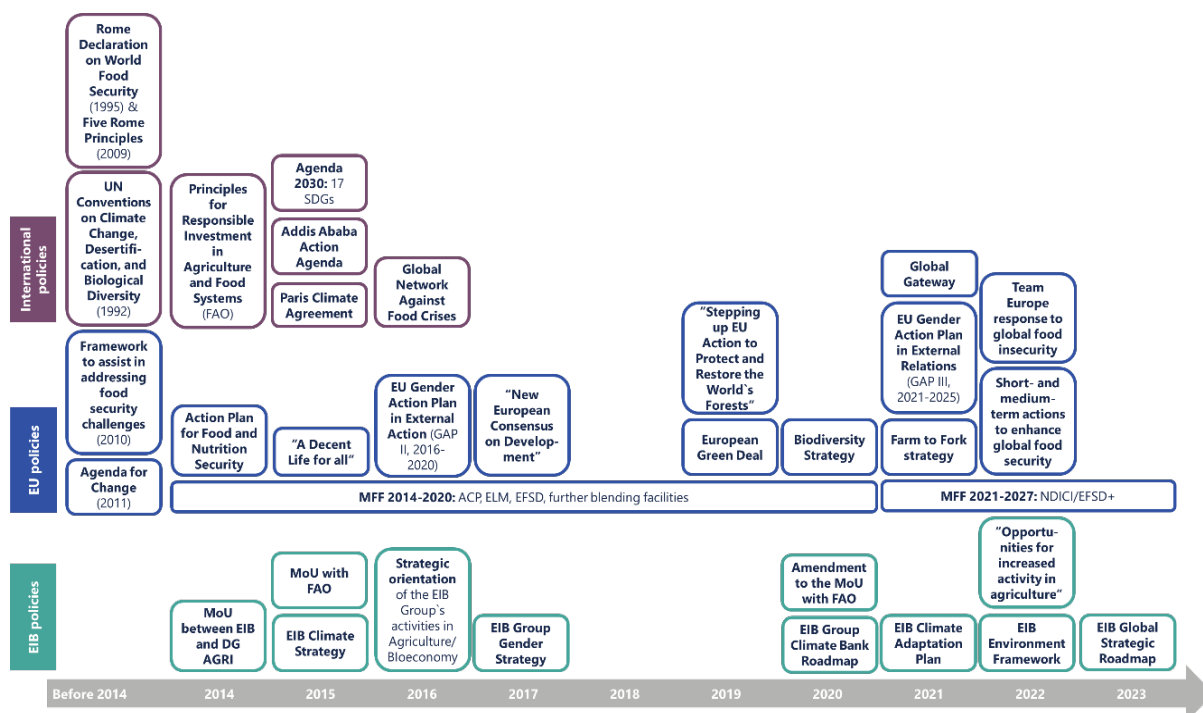 International
policies
Rome
Declaration
on World
Food
Security
(1995) &
Five Rome
Principles
(2009)
UN
Conventions
on Climate
Change,
Desertifi-
cation, and
Biological
Diversity
(1992)
Principles
for
Responsible
Investment
in
Agriculture
and Food
Systems
(FAO)
Agenda
2030: 17
SDGs
Addis Ababa
Action
Agenda
Paris Climate
Agreement
Global
Network
Against
Food Crises
EU policies
Framework
to assist in
addressing
food
security
challenges
(2010)
Agenda for
Change
(2011)
Action Plan
for Food and
Nutrition
Security
"A Decent
Life for all"
EU Gender
Action Plan
in External
Action (GAP
II, 2016-
2020)
"New
European
Consensus
on Develop-
ment"
"Stepping
up EU
Action to
Protect and
Restore the
World`s
Forests"
European
Green Deal
Biodiversity
Strategy
Global
Gateway
EU Gender
Action Plan
in External
Relations
(GAP III,
2021-2025)
Farm to Fork
strategy
Team
Europe
response to
global food
insecurity
Short- and
medium-
term actions
to enhance
global food
security
MFF 2014-2020: ACP, ELM, EFSD, further blending facilities
MFF 2021-2027: NDICI/EFSD+
EIB policies
MoU
between EIB
and DG
AGRI
MoU with
FAO
EIB Climate
Strategy
Strategic
orientation
of the EIB
Group`s
activities in
Agriculture/
Bioeconomy
EIB Group
Gender
Strategy
Amendment
to the MoU
with FAO
EIB Group
Climate Bank
Roadmap
EIB Climate
Adaptation
Plan
"Opportu-
nities for
increased
activity in
agriculture"
EIB
Environment
Framework
EIB Global
Strategic
Roadmap
Before 2014 2014 2015 2016 2017 2018 2019 2020 2021 2022 2023